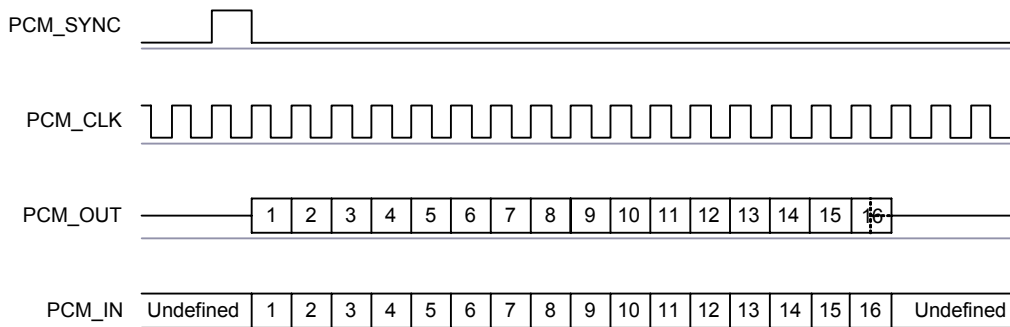 PCM_SYNC
PCM_CLK
PCM_OUT 1 2 3 4 5 6 7 8 9 10 11 12 13 14 15 16
PCM_IN Undefined 1 2 3 4 5 6 7 8 9 10 11 12 13 14 15 16 Undefined